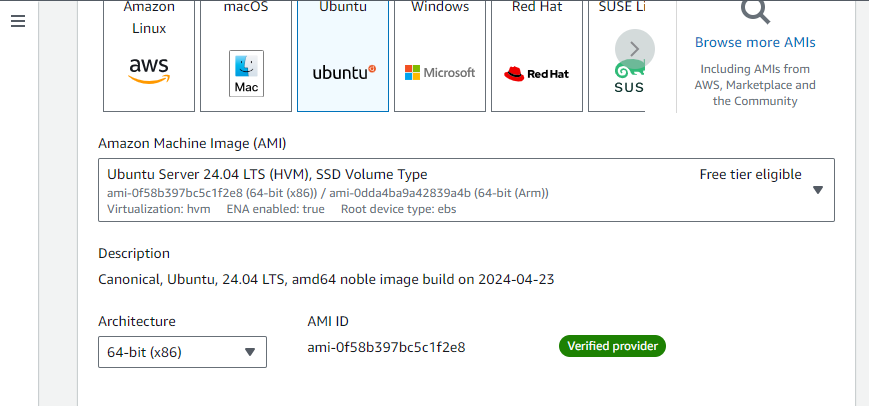 Amazon Linux
macOS
Ubuntu
Windows
Red Hat
SUSE Li
aws
Mac
ubuntu
Microsoft
Red Hat
SUS
Browse more AMIs
Including AMIs from
AWS, Marketplace and
the Community
Amazon Machine Image (AMI)
Ubuntu Server 24.04 LTS (HVM), SSD Volume Type
Free tier eligible
ami-0f58b397bc5c1f2e8 (64-bit (x86)) / ami-0dda4ba9a42839a4b (64-bit (Arm))
Virtualization: hvm ENA enabled: true Root device type: ebs
Description
Canonical, Ubuntu, 24.04 LTS, amd64 noble image build on 2024-04-23
Architecture
AMI ID
64-bit (x86)
ami-0f58b397bc5c1f2e8
Verified provider